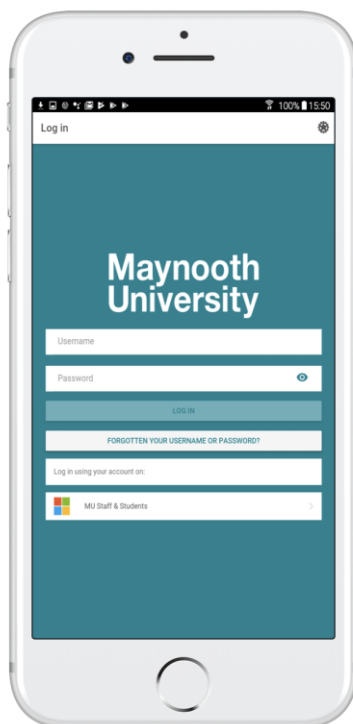 100% 15:50
Log in
Maynooth
University
Username
Password
LOG IN
FORGOTTEN YOUR USERNAME OR PASSWORD?
Log in using your account on:
MU Staff & Students